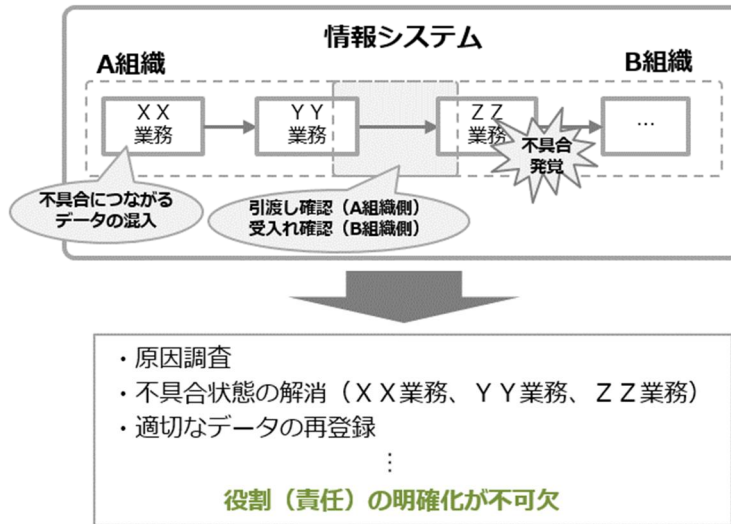 情報システム
A組織
B組織
ＸＸ
業務
ＹＹ
業務
ＺＺ
業務
…
不具合
発覚
不具合につながる
データの混入
引渡し確認（A組織側）
受入れ確認（B組織側）
・原因調査
・不具合状態の解消（ＸＸ業務、ＹＹ業務、ＺＺ業務）
・適切なデータの再登録
⋮
役割（責任）の明確化が不可欠